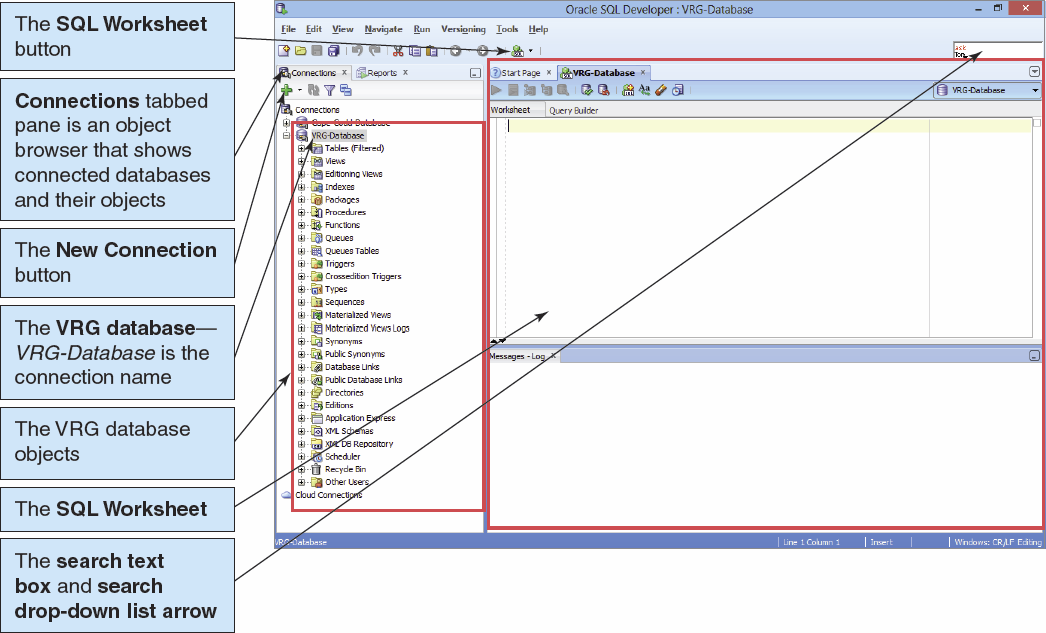 The SQL Worksheet
button
Connections tabbed
pane is an object
browser that shows
connected databases
and their objects
The New Connection
button
The VRG database—
VRG-Database is the
connection name
The VRG database
objects
The SQL Worksheet
The search text
box and search
drop-down list arrow
Oracle SQL Developer : VRG-Database
File Edit View Navigate Run Versioning Tools Help
Connections Reports
Connections
Cape-Codd-Database
VRG-Database
Tables (Filtered)
Views
Editioning Views
Indexes
Packages
Procedures
Functions
Queues
Queues Tables
Triggers
Crossedition Triggers
Types
Sequences
Materialized Views
Materialized Views Logs
Synonyms
Public Synonyms
Database Links
Public Database Links
Directories
Editions
Application Express
XML Schemas
XML DB Repository
Scheduler
Recycle Bin
Other Users
Cloud Connections
Start Page VRG-Database
VRG-Database
Worksheet Query Builder
Messages - Log
VRG-Database Line 1 Column 1 Insert Windows: CR/LF Editing